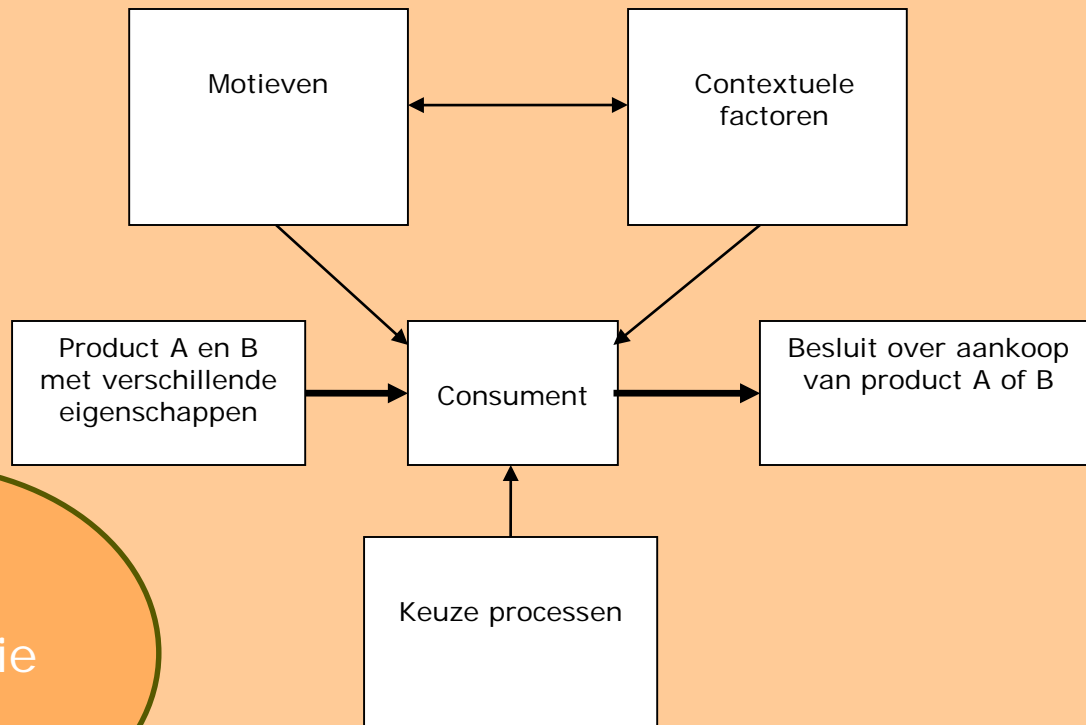 Motieven
Contextuele
factoren
Product A en B
met verschillende
eigenschappen
Consument
Besluit over aankoop
van product A of B
Keuze processen
ie